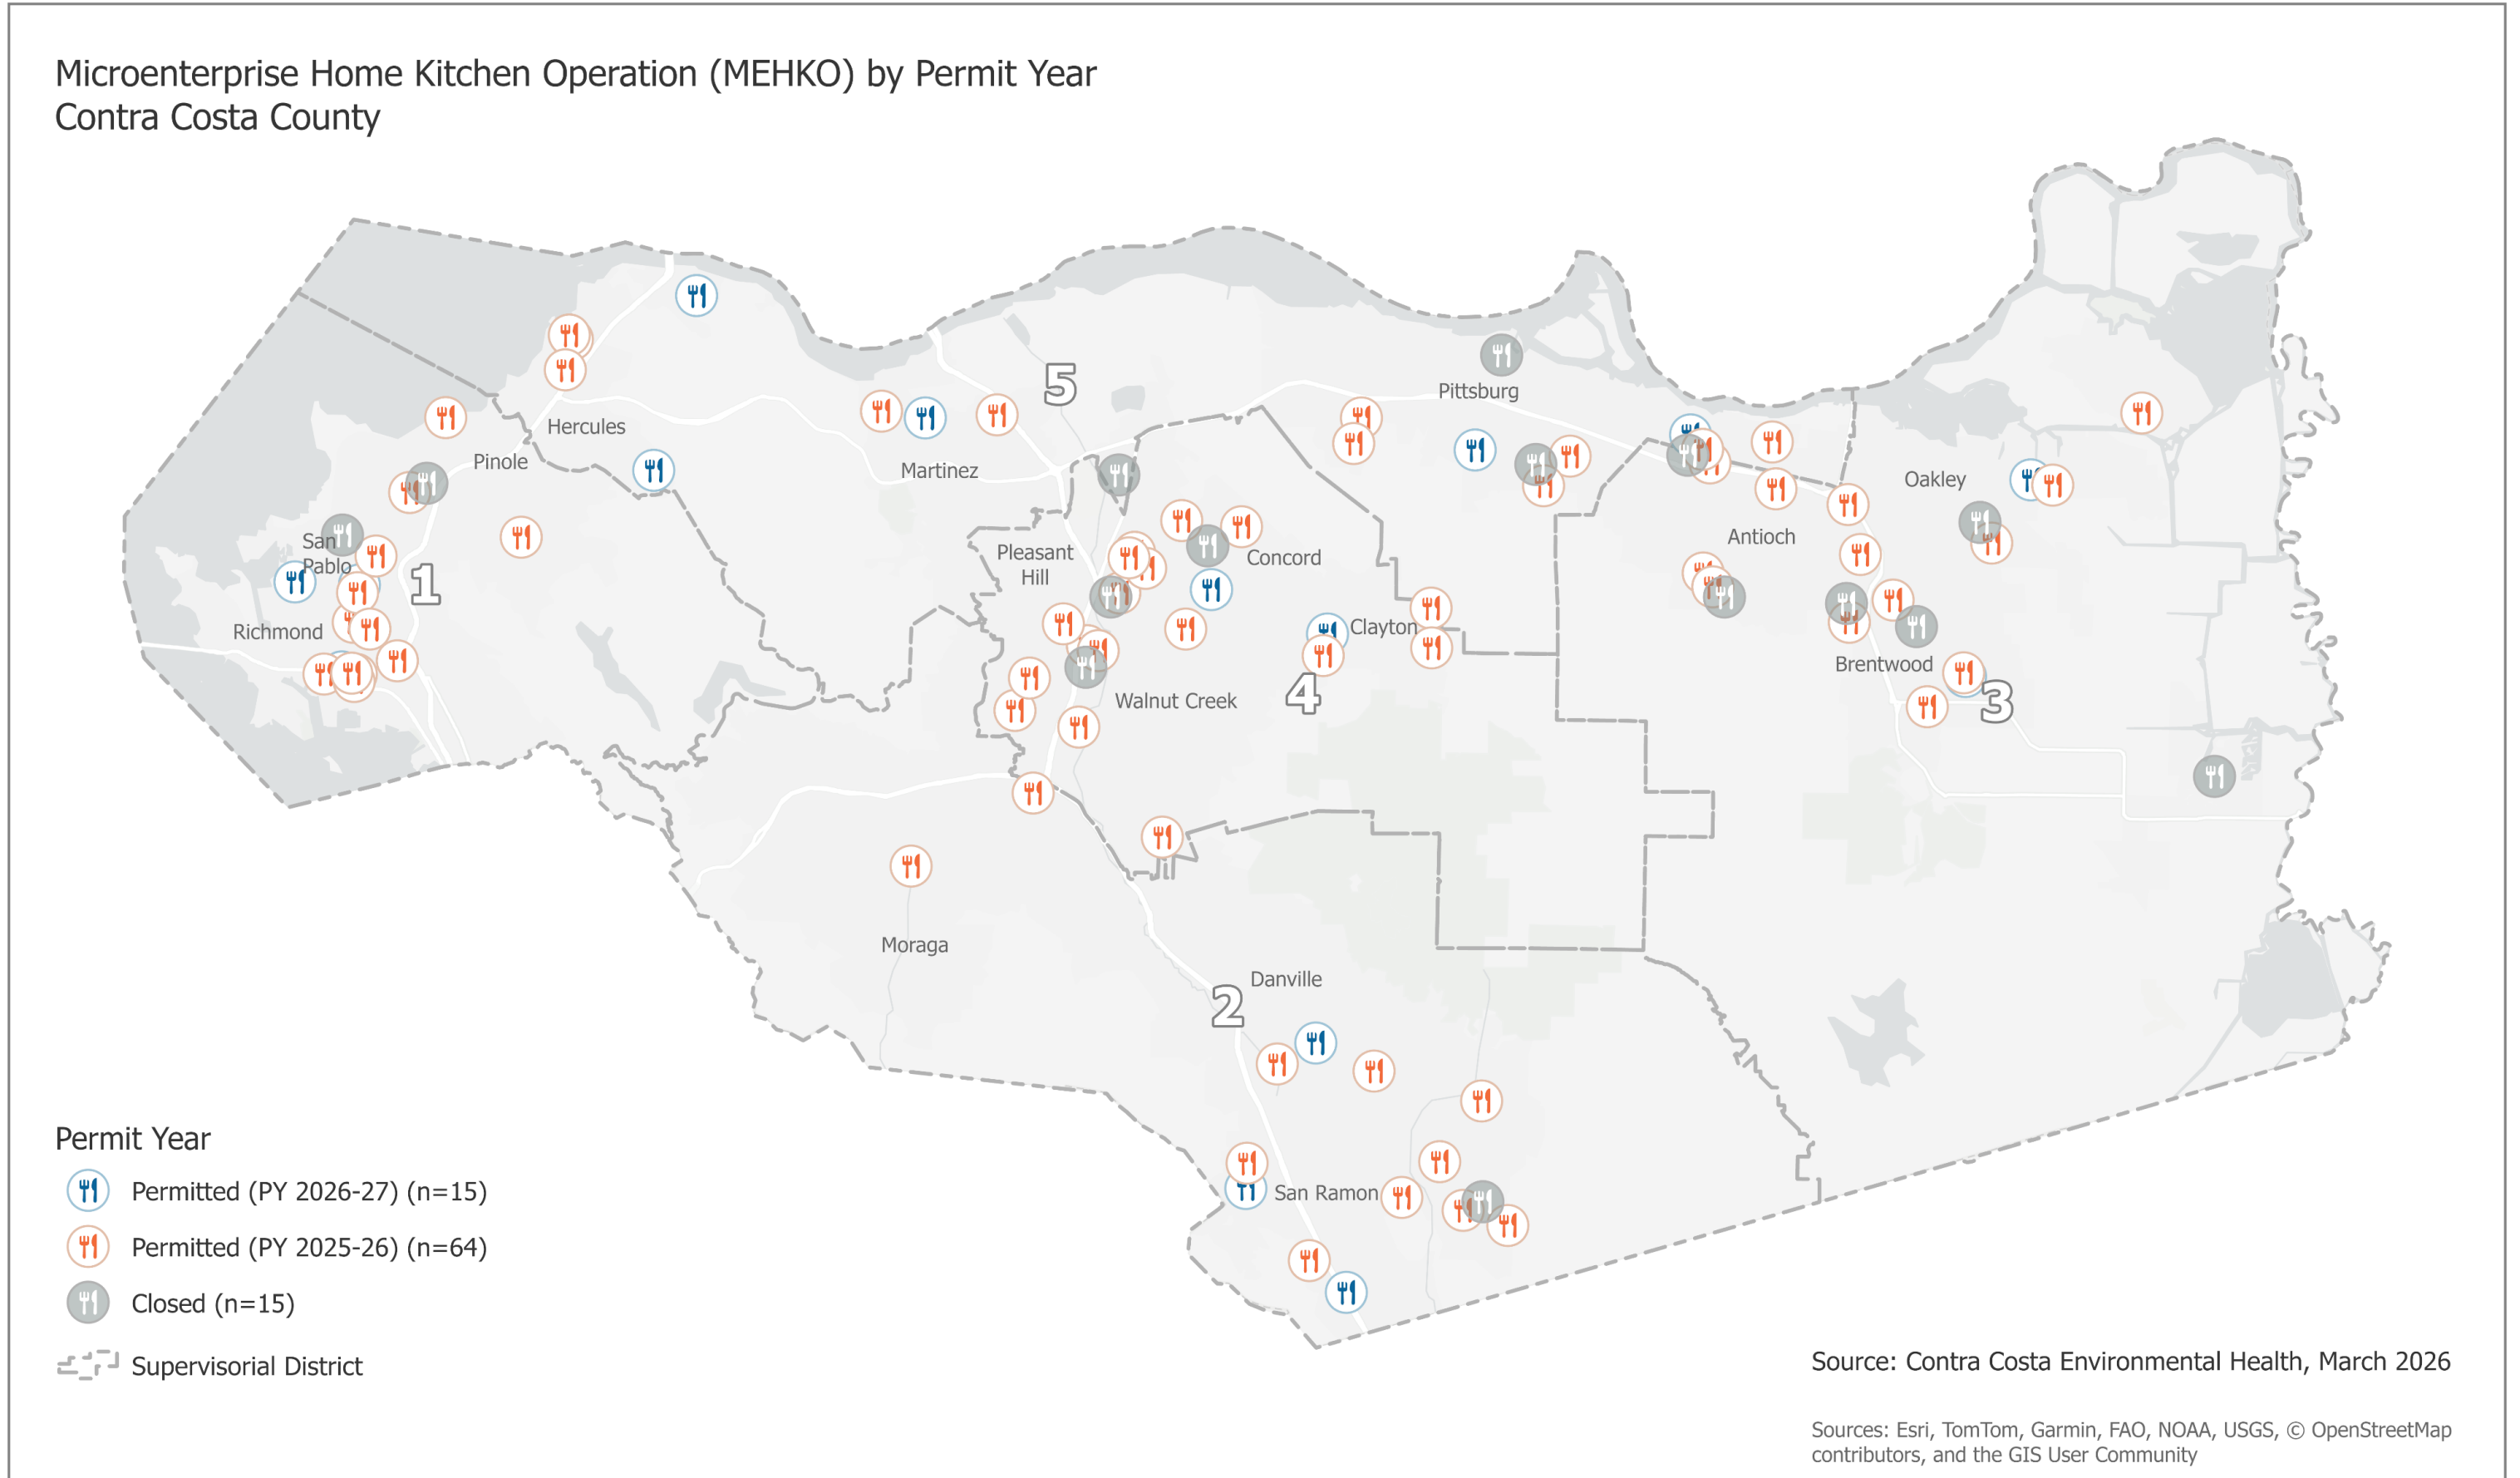 Microenterprise Home Kitchen Operation (MEHKO) by Permit Year
Contra Costa County
5
Pittsburg
Hercules
Pinole
Martinez
Oakley
San
Pablo
Antioch
Pleasant
Hill
Concord
1
Richmond
Clayton
Brentwood
4
Walnut Creek
3
Moraga
Danville
2
San Ramon
Permit Year
Permitted (PY 2026-27) (n=15)
Permitted (PY 2025-26) (n=64)
Closed (n=15)
Supervisorial District
Source: Contra Costa Environmental Health, March 2026
Sources: Esri, TomTom, Garmin, FAO, NOAA, USGS, © OpenStreetMap
contributors, and the GIS User Community